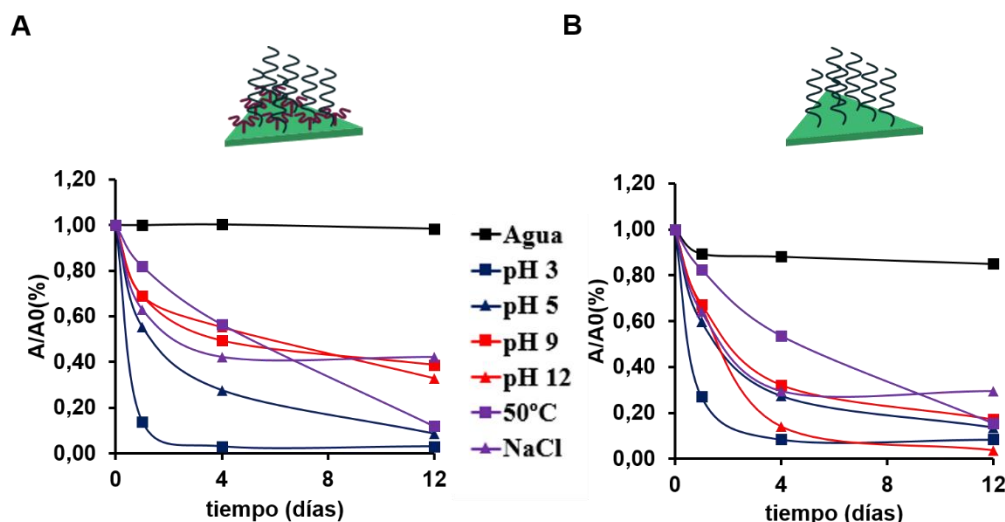 A
1,20
1,00
0,80
0,60
0,40
0,20
0,00
A/A0(%)
0
4
8
12
tiempo (días)
Agua
pH 3
pH 5
pH 9
pH 12
50ºC
NaCl
B
1,20
1,00
0,80
0,60
0,40
0,20
0,00
A/A0(%)
0
4
8
12
tiempo (días)